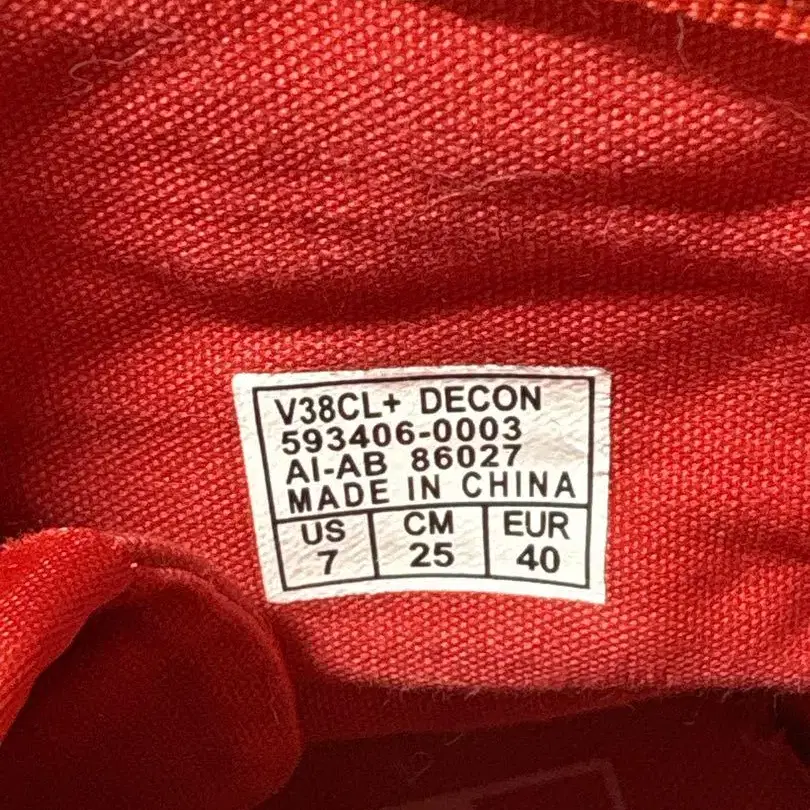 V38CL+ DECON
593406-0003
AI-AB 86027
MADE IN CHINA
US CM EUR
7 25 40